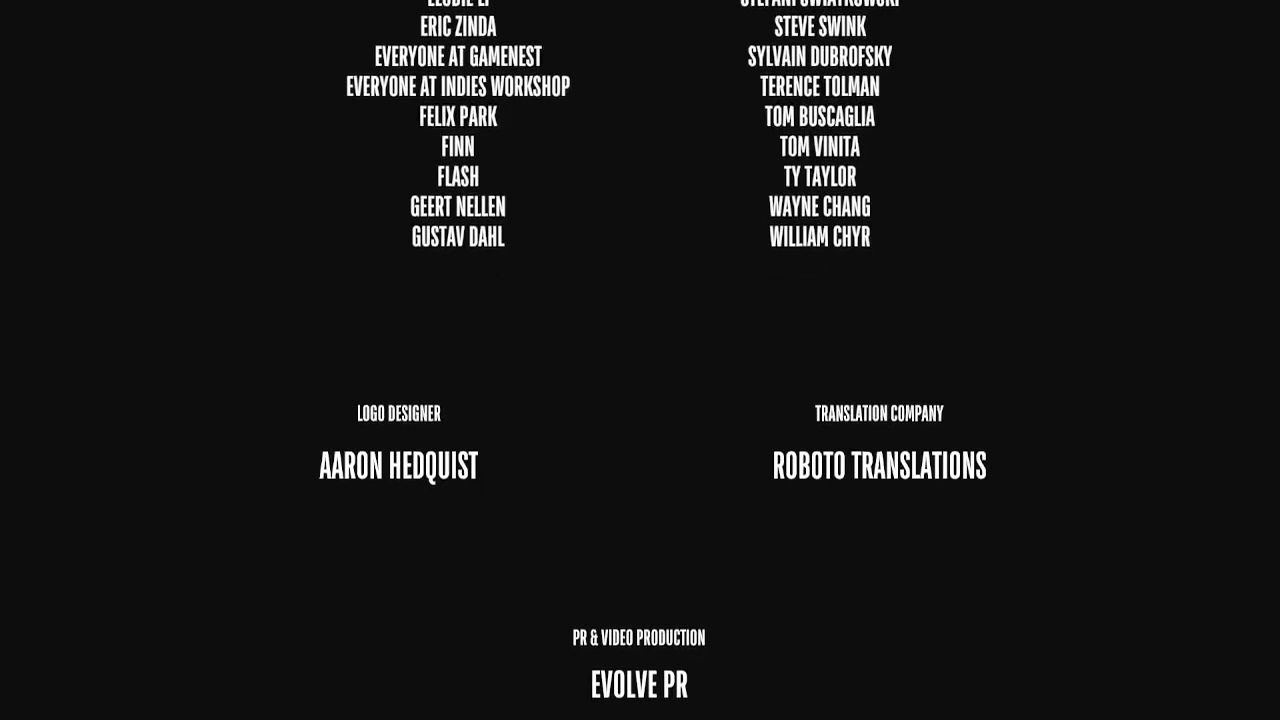 ERIC ZINDA
EVERYONE AT GAMENEST
EVERYONE AT INDIES WORKSHOP
FELIX PARK
FINN
FLASH
GEERT NELLEN
GUSTAV DAHL
STEVE SWINK
SYLVAIN DUBROFSKY
TERENCE TOLMAN
TOM BUSCAGLIA
TOM VINITA
TY TAYLOR
WAYNE CHANG
WILLIAM CHYR
LOGO DESIGNER
AARON HEDQUIST
TRANSLATION COMPANY
ROBOTO TRANSLATIONS
PR & VIDEO PRODUCTION
EVOLVE PR